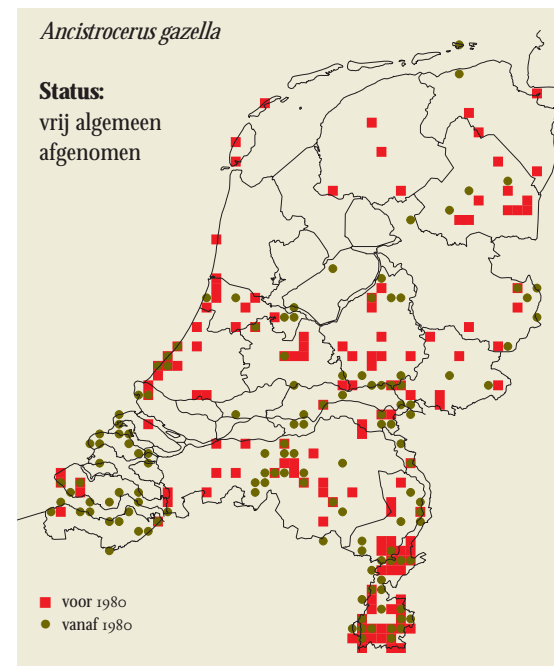 Ancistrocerus gazella
Status:
vrij algemeen
afgenomen
voor 1980
vanaf 1980